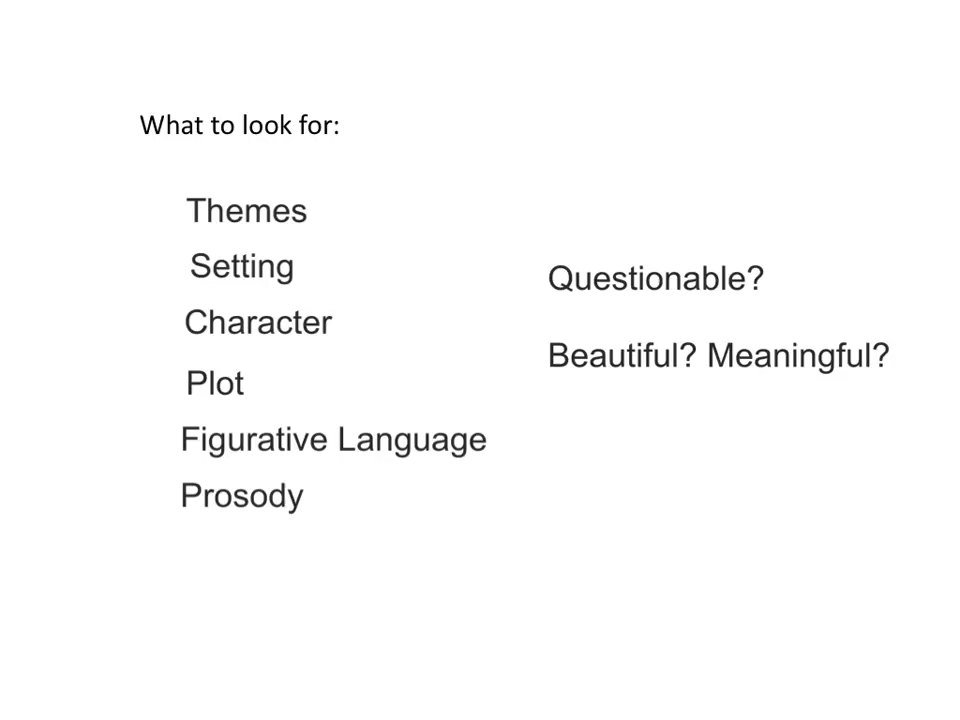 What to look for:
Themes
Setting
Character
Plot
Figurative Language
Prosody
Questionable?
Beautiful? Meaningful?